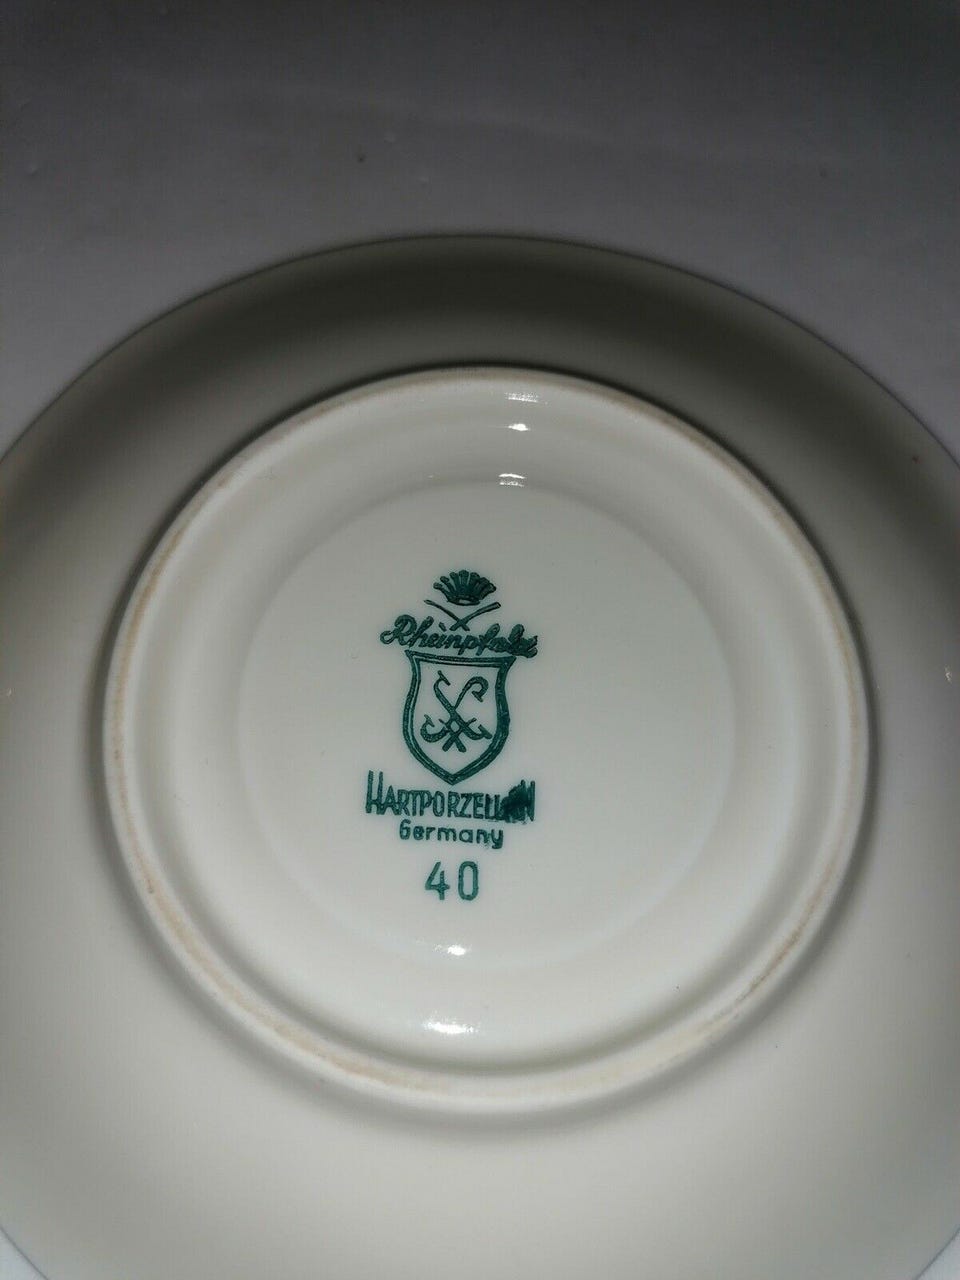 Rheinpfalz
HARTPORZELLAN
Germany
40